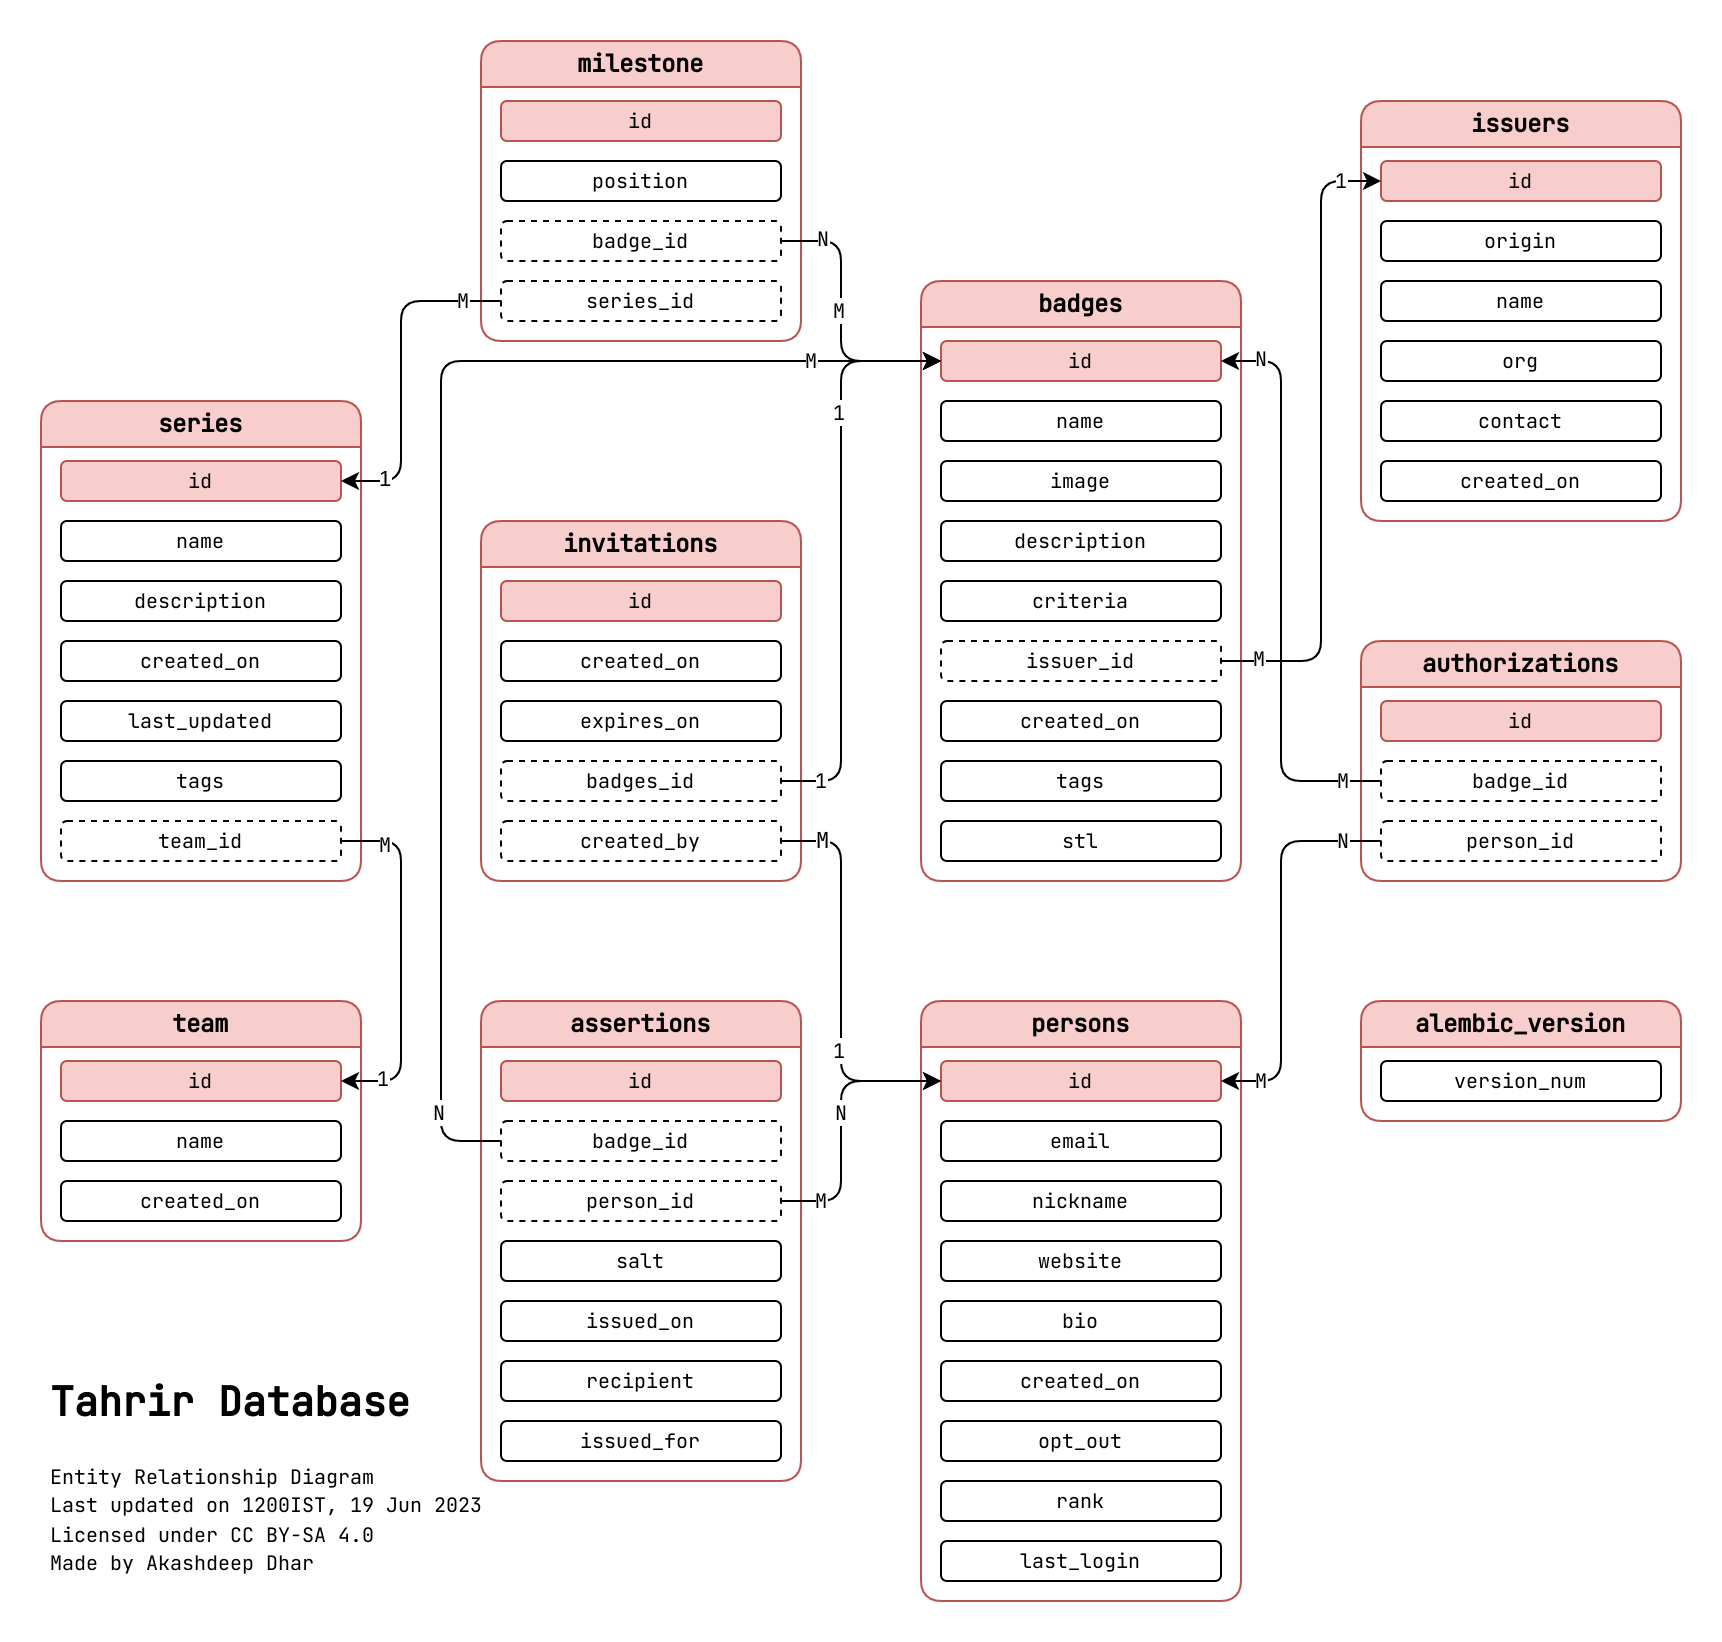 milestone
id
position
badge_id
N
series_id
M
M
M
1
issuers
1
id
origin
name
org
contact
created_on
badges
id
N
name
image
description
criteria
issuer_id
M
created_on
tags
stl
series
id
1
name
description
created_on
last_updated
tags
team_id
M
invitations
id
created_on
expires_on
badges_id
1
created_by
M
1
authorizations
id
M
badge_id
N
person_id
team
id
1
name
created_on
assertions
id
N
badge_id
person_id
M
N
salt
issued_on
recipient
issued_for
persons
id
M
email
nickname
website
bio
created_on
opt_out
rank
last_login
alembic_version
version_num
Tahrir Database
Entity Relationship Diagram
Last updated on 1200IST, 19 Jun 2023
Licensed under CC BY-SA 4.0
Made by Akashdeep Dhar